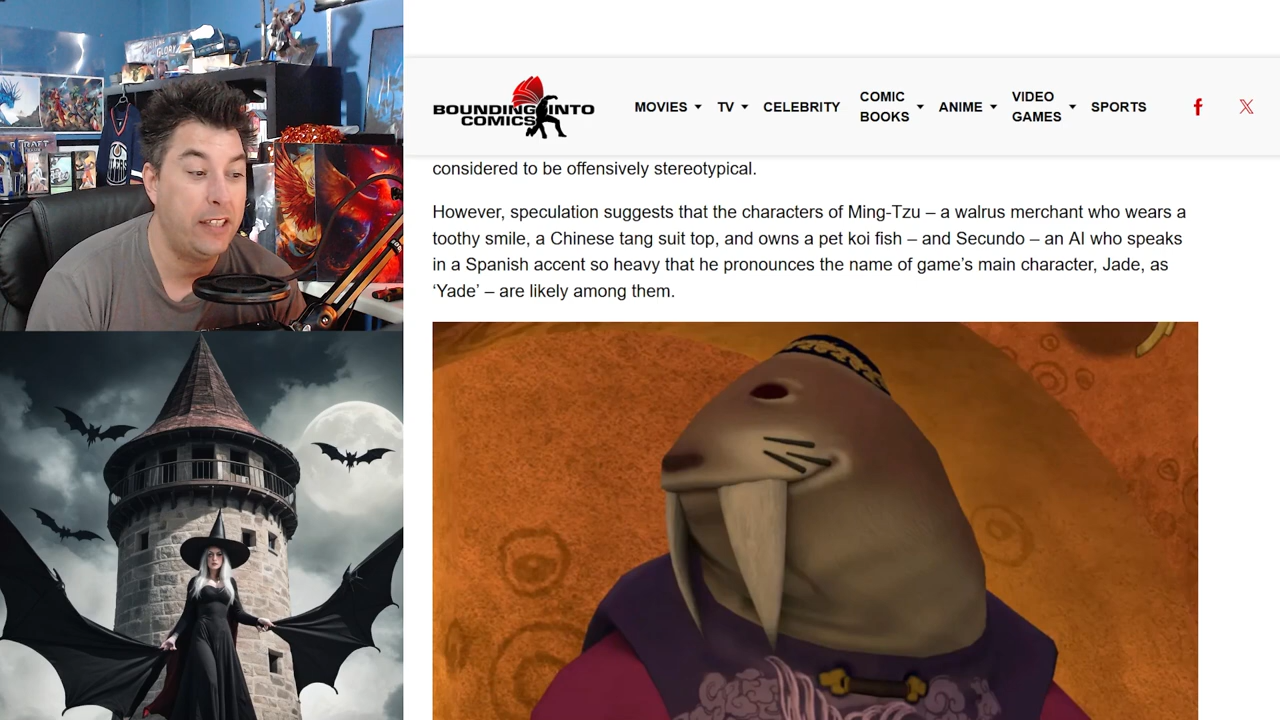 BOUNDING INTO
COMICS
MOVIES
TV
CELEBRITY
COMIC
BOOKS
ANIME
VIDEO
GAMES
SPORTS
considered to be offensively stereotypical.
However, speculation suggests that the characters of Ming-Tzu – a walrus merchant who wears a
toothy smile, a Chinese tang suit top, and owns a pet koi fish – and Secundo – an AI who speaks
in a Spanish accent so heavy that he pronounces the name of game’s main character, Jade, as
‘Yade’ – are likely among them.
GLORY
OILERS